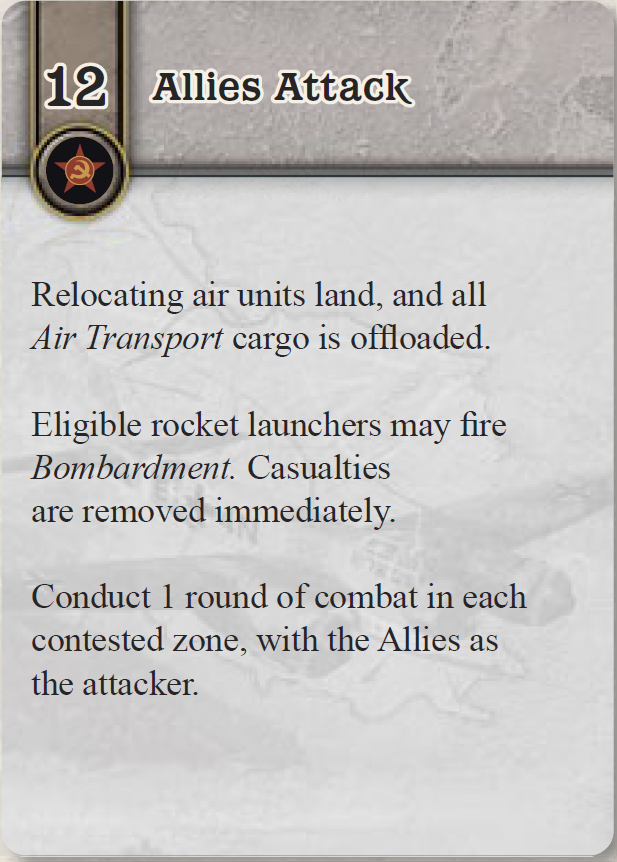 12 Allies Attack
Relocating air units land, and all
Air Transport cargo is offloaded.
Eligible rocket launchers may fire
Bombardment. Casualties
are removed immediately.
Conduct 1 round of combat in each
contested zone, with the Allies as
the attacker.